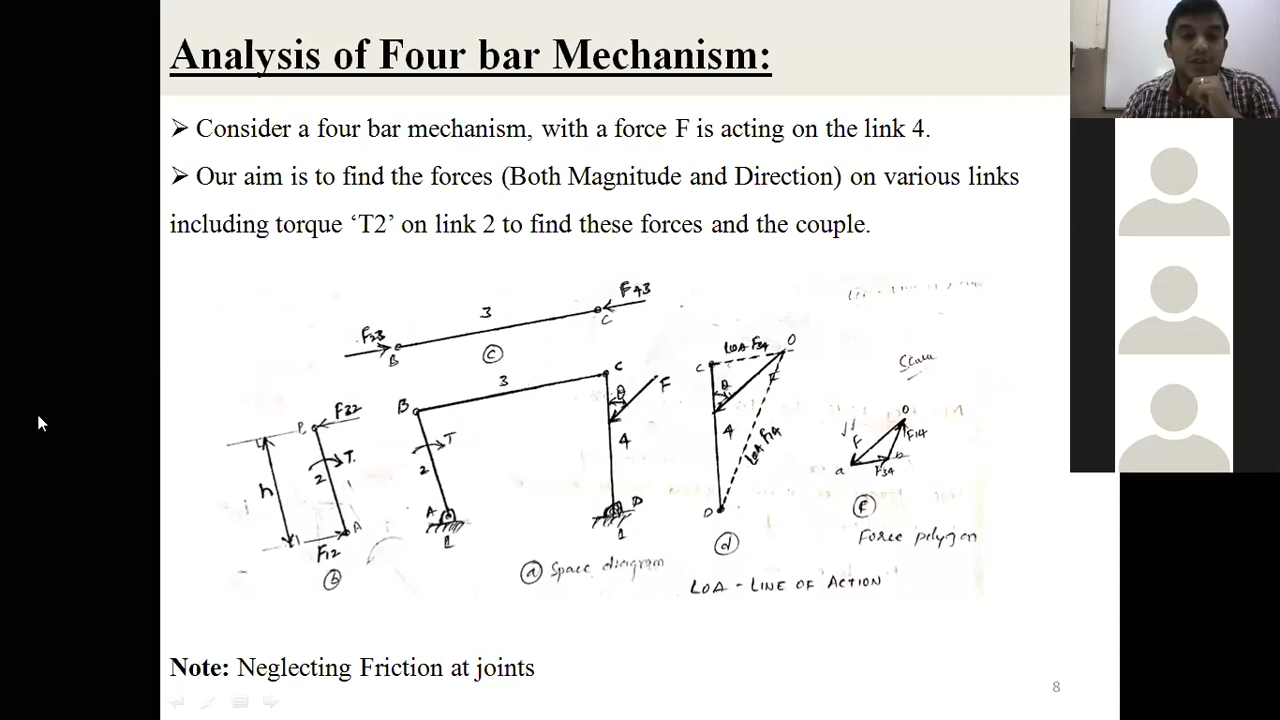 Analysis of Four bar Mechanism:
➤ Consider a four bar mechanism, with a force F is acting on the link 4.
➤ Our aim is to find the forces (Both Magnitude and Direction) on various links
including torque ‘T2’ on link 2 to find these forces and the couple.
F43
3
C
F23
B
C
LOA F34
O
C
θ
F
4
LOA F14
D
d
C
3
θ
F
B
4
T
2
A
1
D
1
F32
T
2
h
A
F12
b
Scale
O
F
F14
a
F34
f
Force polygon
a Space diagram
LOA - LINE OF ACTION
Note: Neglecting Friction at joints
8